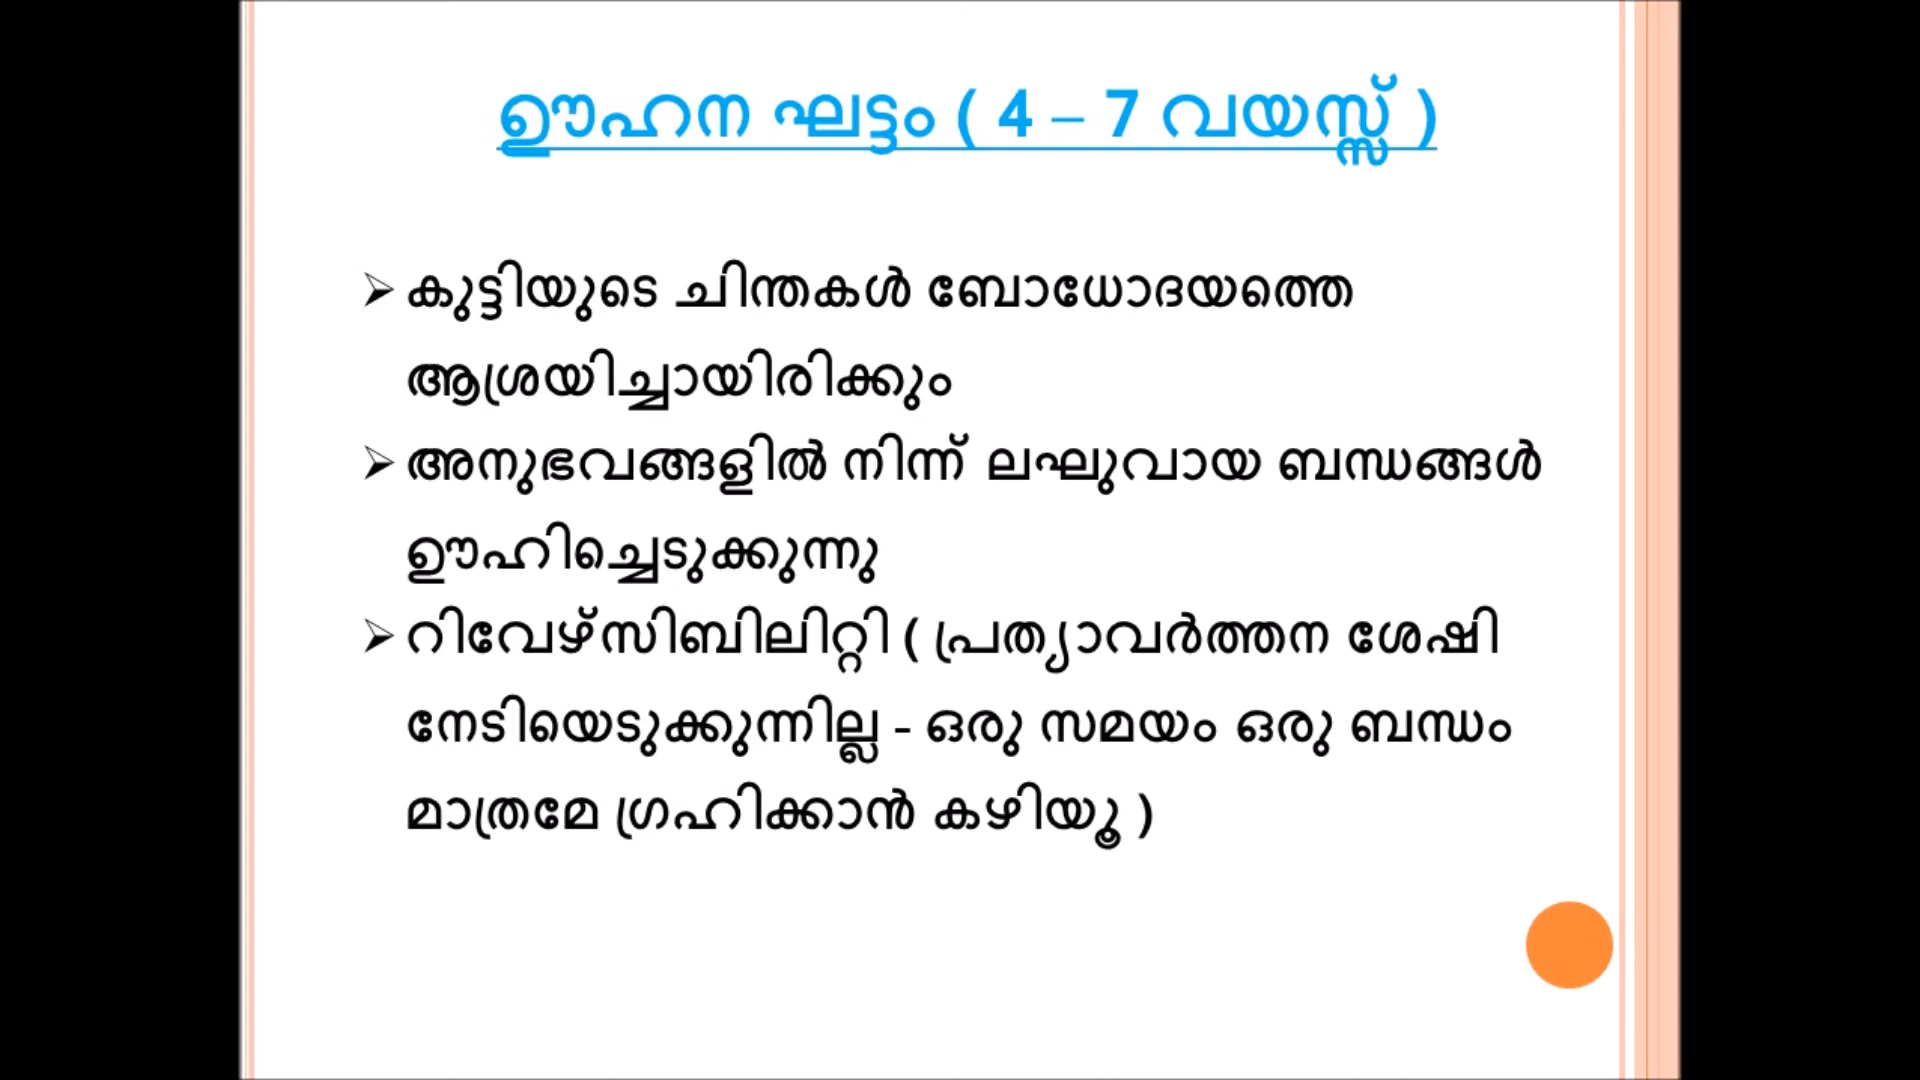 ഊഹന ഘട്ടം ( 4 – 7 വയസ്സ് )
➢ കുട്ടിയുടെ ചിന്തകൾ ബോധോദയത്തെ
ആശ്രയിച്ചായിരിക്കും
➢ അനുഭവങ്ങളിൽ നിന്ന് ലഘുവായ ബന്ധങ്ങൾ
ഊഹിച്ചെടുക്കുന്നു
➢ റിവേഴ്സിബിലിറ്റി ( പ്രത്യാവർത്തന ശേഷി
നേടിയെടുക്കുന്നില്ല - ഒരു സമയം ഒരു ബന്ധം
മാത്രമേ ഗ്രഹിക്കാൻ കഴിയൂ )